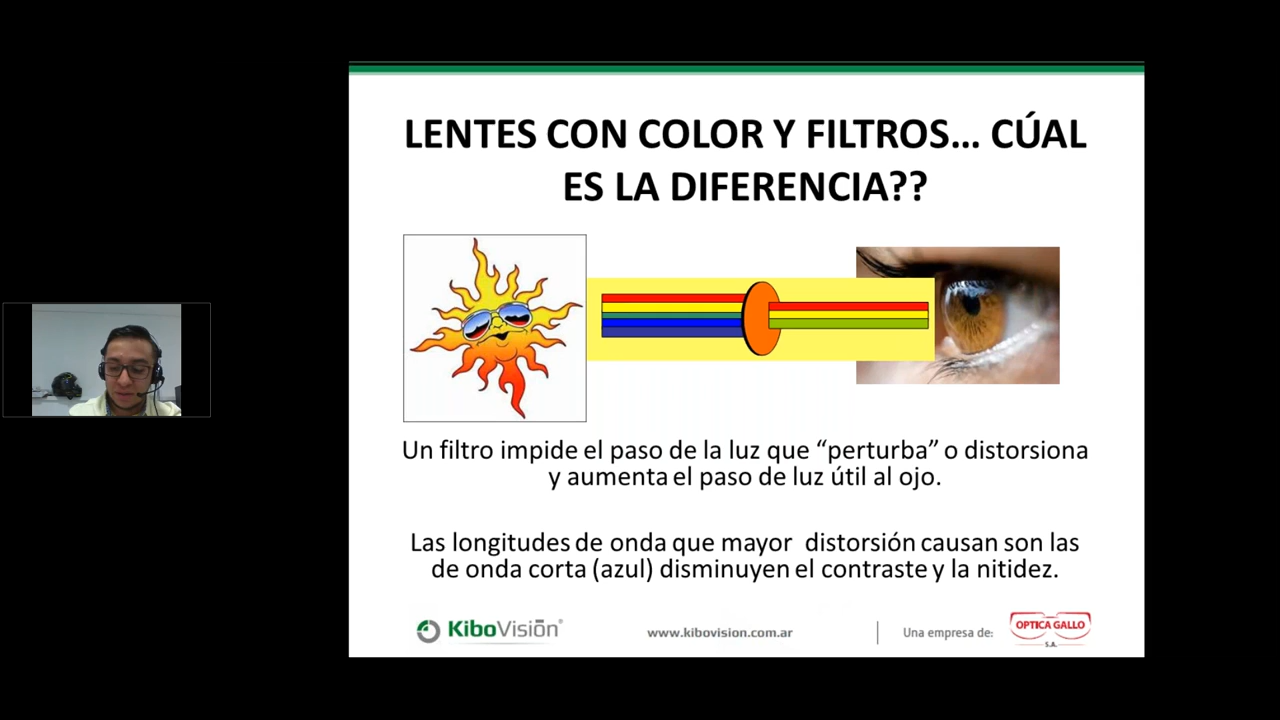 LENTES CON COLOR Y FILTROS... CÚAL
ES LA DIFERENCIA??
Un filtro impide el paso de la luz que “perturba” o distorsiona
y aumenta el paso de luz útil al ojo.
Las longitudes de onda que mayor distorsión causan son las
de onda corta (azul) disminuyen el contraste y la nitidez.
KiboVisión®
www.kibovision.com.ar
Una empresa de:
OPTICA GALLO
S.A.